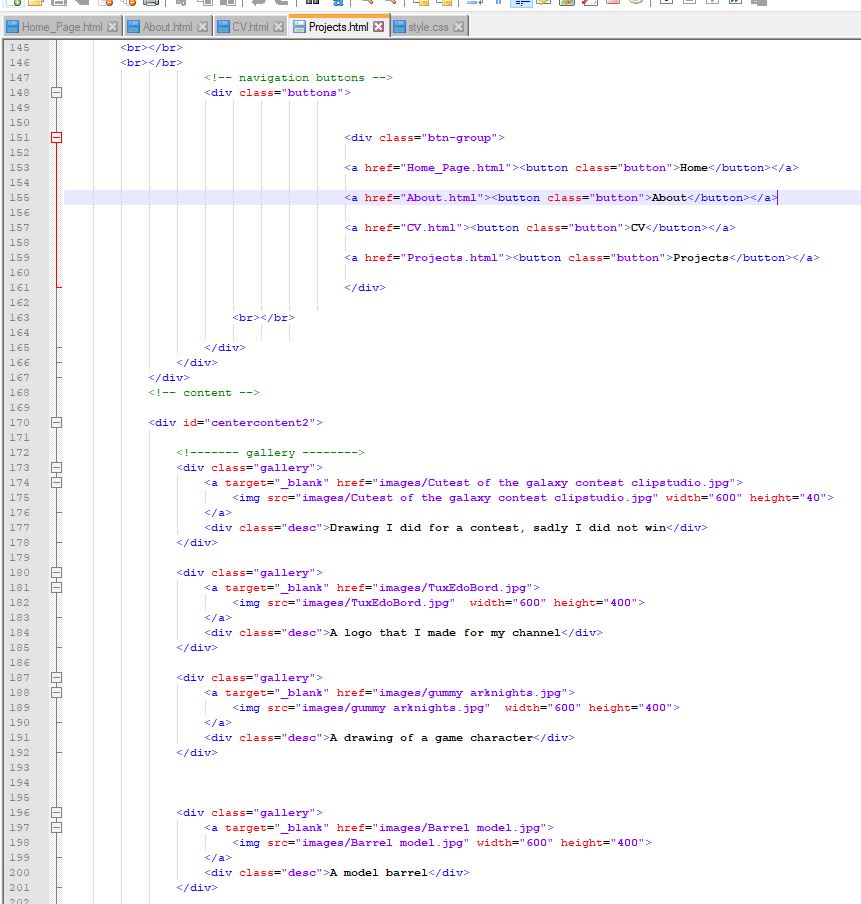 Home_Page.html About.html CV.html Projects.html style.css
145 <br></br>
146 <br></br>
147 <!-- navigation buttons -->
148 <div class="buttons">
149
150
151 <div class="btn-group">
152
153 <a href="Home_Page.html"><button class="button">Home</button></a>
154
155 <a href="About.html"><button class="button">About</button></a>
156
157 <a href="CV.html"><button class="button">CV</button></a>
158
159 <a href="Projects.html"><button class="button">Projects</button></a>
160
161 </div>
162
163 <br></br>
164
165 </div>
166 </div>
167 </div>
168 <!-- content -->
169
170 <div id="centercontent2">
171
172 <!------- gallery -------->
173 <div class="gallery">
174 <a target="_blank" href="images/Cutest of the galaxy contest clipstudio.jpg">
175 <img src="images/Cutest of the galaxy contest clipstudio.jpg" width="600" height="40">
176 </a>
177 <div class="desc">Drawing I did for a contest, sadly I did not win</div>
178 </div>
179
180 <div class="gallery">
181 <a target="_blank" href="images/TuxEdoBord.jpg">
182 <img src="images/TuxEdoBord.jpg"  width="600" height="400">
183 </a>
184 <div class="desc">A logo that I made for my channel</div>
185 </div>
186
187 <div class="gallery">
188 <a target="_blank" href="images/gummy arknights.jpg">
189 <img src="images/gummy arknights.jpg"  width="600" height="400">
190 </a>
191 <div class="desc">A drawing of a game character</div>
192 </div>
193
194
195
196 <div class="gallery">
197 <a target="_blank" href="images/Barrel model.jpg">
198 <img src="images/Barrel model.jpg" width="600" height="400">
199 </a>
200 <div class="desc">A model barrel</div>
201 </div>
202